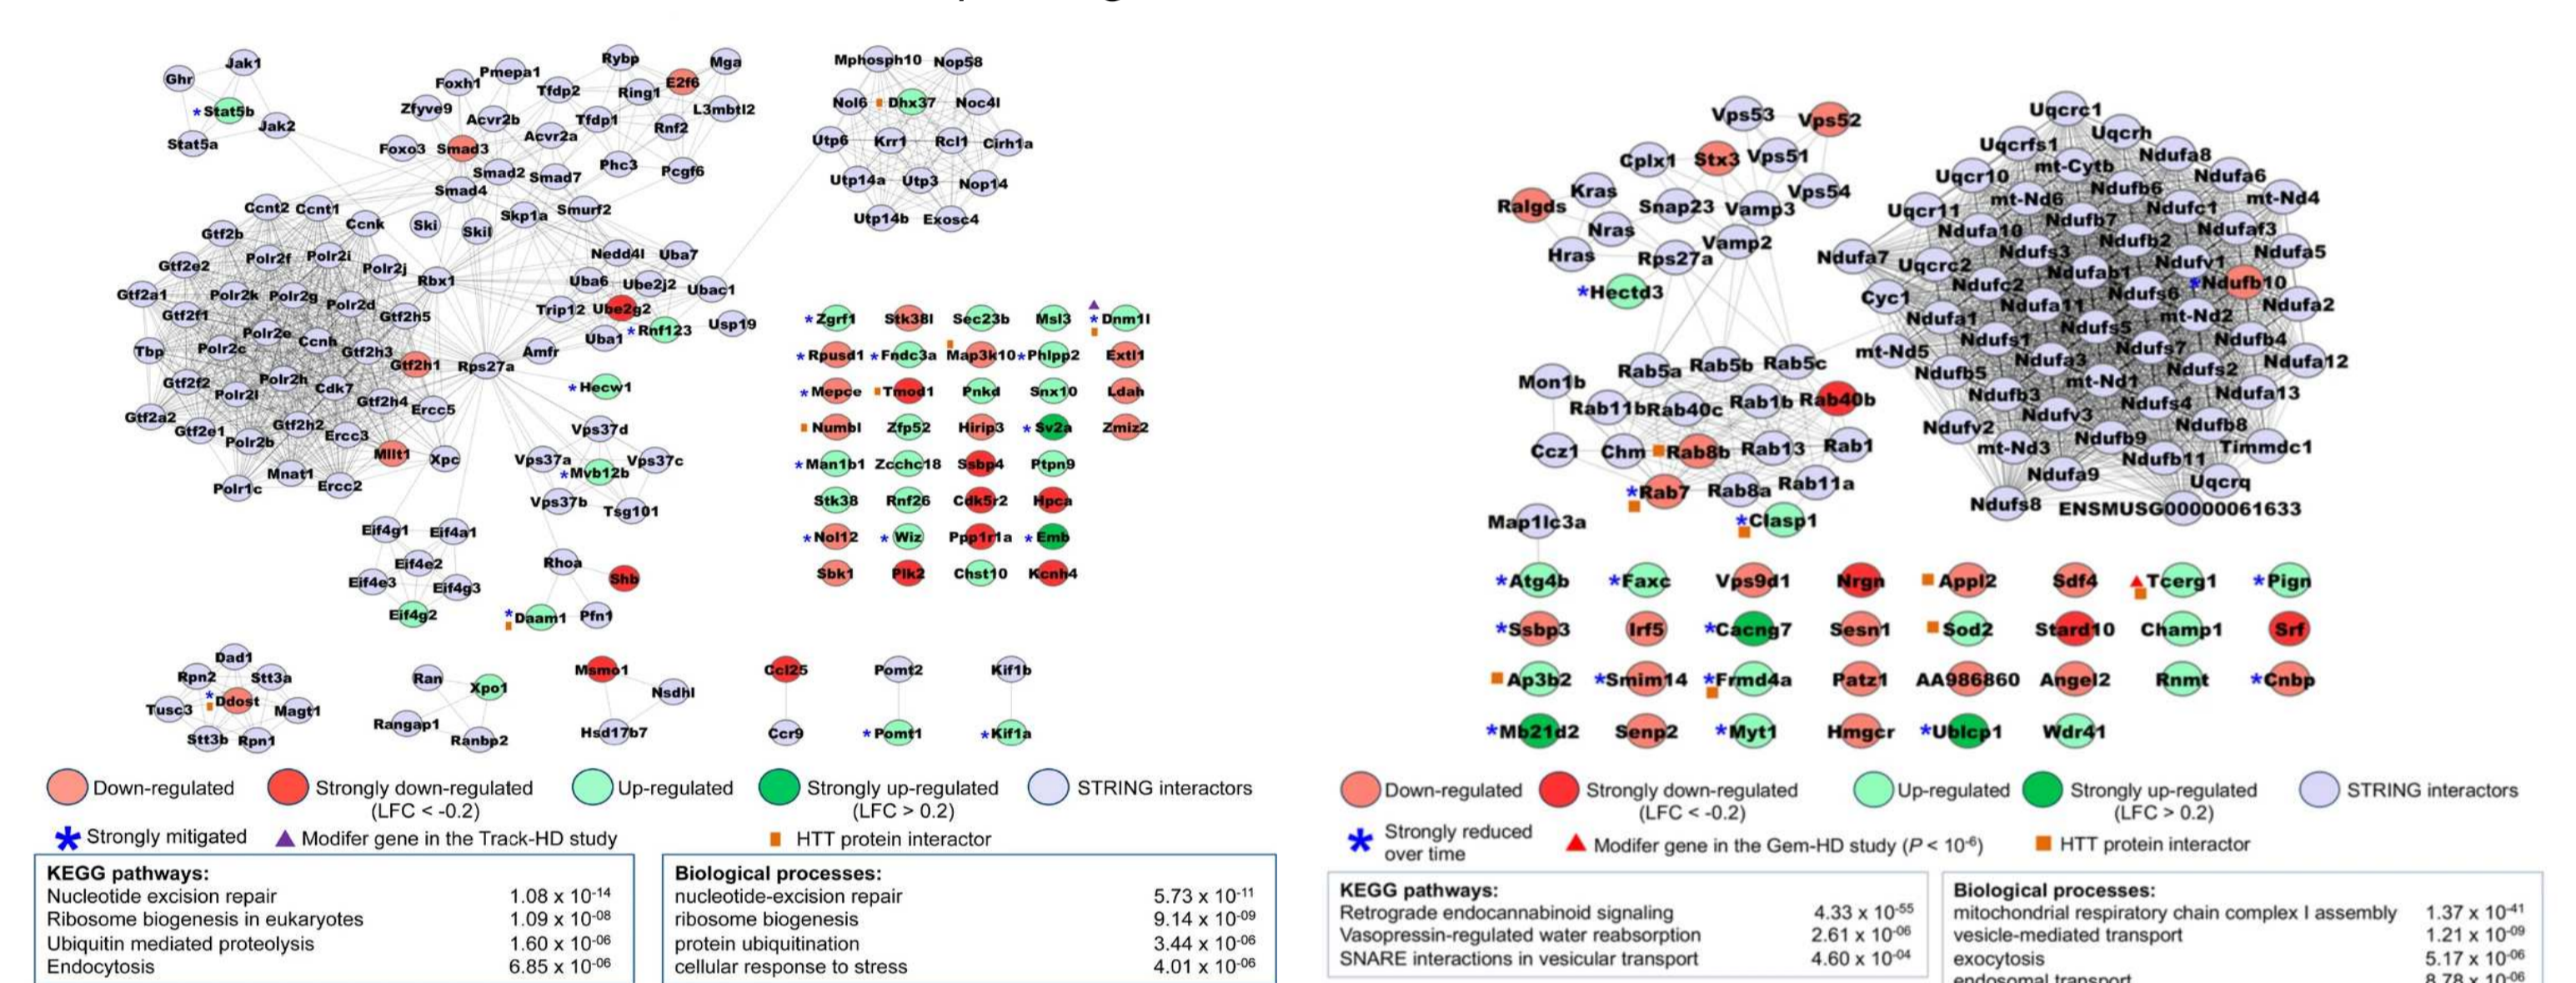 Ghr
Jak1
Stat5b
Stat5a
Jak2
Foxh1
Pmepa1
Zfyve9
Acvr2b
Tfdp2
Rybp
Ring1
E2f6
Mga
L3mbtl2
Tfdp1
Acvr2a
Rnf2
Foxo3
Smad3
Smad2
Smad7
Phc3
Pcgf6
Smad4
Ski
Skil
Skp1a
Smurf2
Mphosph10
Nop58
Nol6
Dhx37
Noc4l
Utp6
Krr1
Rcl1
Cirh1a
Utp14a
Utp3
Nop14
Utp14b
Exosc4
Ccnt2
Ccnt1
Ccnk
Gtf2b
Gtf2e2
Polr2f
Polr2i
Polr2j
Rbx1
Gtf2a1
Polr2k
Polr2g
Polr2d
Gtf2f1
Gtf2h5
Polr2e
Ccnh
Tbp
Polr2c
Gtf2h3
Gtf2h1
Rps27a
Gtf2f2
Polr2l
Polr2h
Cdk7
Gtf2h4
Ercc5
Gtf2a2
Gtf2e1
Polr2b
Gtf2h2
Ercc3
Mllt1
Xpc
Polr1c
Mnat1
Ercc2
Nedd4l
Uba7
Uba6
Ube2j2
Ubac1
Trip12
Ube2g2
Uba1
Rnf123
Usp19
Amfr
Hecw1
Vps37d
Vps37a
Vps37c
Mvb12b
Vps37b
Tsg101
Eif4g1
Eif4a1
Eif4e2
Eif4e3
Eif4g3
Eif4g2
Rhoa
Shb
Daam1
Pfn1
*Zgrf1 Stk38l Sec23b Msl3 *Dnm1l
*Rpusd1 *Fndc3a Map3k10 *Phlpp2 Extl1
*Mepce Tmod1 Pnkd Snx10 Ldah
Numbl Zfp52 Hirip3 *Sv2a Zmiz2
*Man1b1 Zcchc18 Ssbp4 Ptpn9
Stk38 Rnf26 Cdk5r2 Hpca
*Nol12 *Wiz Ppp1r1a *Emb
Sbk1 Plk2 Chst10 Kcnh4
Dad1
Rpn2
Stt3a
Ddost
Tusc3
Magt1
Stt3b
Rpn1
Ran
Xpo1
Rangap1
Ranbp2
Msmo1
Nsdhl
Hsd17b7
Ccl25
Ccr9
Pomt2
*Pomt1
Kif1b
*Kif1a
Down-regulated Strongly down-regulated (LFC < -0.2) Up-regulated Strongly up-regulated (LFC > 0.2) STRING interactors
* Strongly mitigated Modifer gene in the Track-HD study HTT protein interactor
KEGG pathways:
Nucleotide excision repair 1.08 x 10-14
Ribosome biogenesis in eukaryotes 1.09 x 10-08
Ubiquitin mediated proteolysis 1.60 x 10-06
Endocytosis 6.85 x 10-06
Biological processes:
nucleotide-excision repair 5.73 x 10-11
ribosome biogenesis 9.14 x 10-09
protein ubiquitination 3.44 x 10-06
cellular response to stress 4.01 x 10-06
Vps53
Vps52
Cplx1
Stx3
Vps51
Kras
Vps54
Ralgds
Snap23
Vamp3
Nras
Hras
Rps27a
Vamp2
*Hectd3
Rab5a
Rab5b
Rab5c
Mon1b
Rab11b
Rab40c
Rab1b
Rab40b
Ccz1
Chm
Rab8b
Rab13
Rab1
*Rab7
Rab8a
Rab11a
*Clasp1
Map1lc3a
Uqcrc1
Uqcrh
Uqcrfs1
mt-Cytb
Ndufa8
Uqcr10
Ndufb6
Ndufa6
mt-Nd6
Ndufc1
mt-Nd4
Uqcr11
Ndufb7
Ndufa10
Ndufb2
Ndufaf3
Ndufa7
Ndufs3
Ndufa5
Uqcrc2
Ndufab1
Ndufv1
*Ndufb10
Ndufc2
Ndufs6
Cyc1
Ndufa11
Ndufa2
Ndufa1
Ndufs5
mt-Nd2
Ndufs1
Ndufs7
Ndufb4
mt-Nd5
Ndufa3
Ndufs2
Ndufa12
Ndufb5
mt-Nd1
Ndufb3
Ndufs4
Ndufa13
Ndufv2
Ndufv3
Ndufb8
mt-Nd3
Ndufb9
Timmdc1
Ndufb11
Ndufa9
Uqcrq
Ndufs8
ENSMUSG00000061633
*Atg4b *Faxc Vps9d1 Nrgn Appl2 Sdf4 Tcerg1 *Pign
*Ssbp3 Irf5 *Cacng7 Sesn1 Sod2 Stard10 Champ1 Srf
Ap3b2 *Smim14 *Frmd4a Patz1 AA986860 Angel2 Rnmt *Cnbp
*Mb21d2 Senp2 *Myt1 Hmgcr *Ublcp1 Wdr41
Down-regulated Strongly down-regulated (LFC < -0.2) Up-regulated Strongly up-regulated (LFC > 0.2) STRING interactors
* Strongly reduced over time Modifer gene in the Gem-HD study (P < 10-6) HTT protein interactor
KEGG pathways:
Retrograde endocannabinoid signaling 4.33 x 10-55
Vasopressin-regulated water reabsorption 2.61 x 10-06
SNARE interactions in vesicular transport 4.60 x 10-04
Biological processes:
mitochondrial respiratory chain complex I assembly 1.37 x 10-41
vesicle-mediated transport 1.21 x 10-09
exocytosis 5.17 x 10-06
endosomal transport 8.78 x 10-06